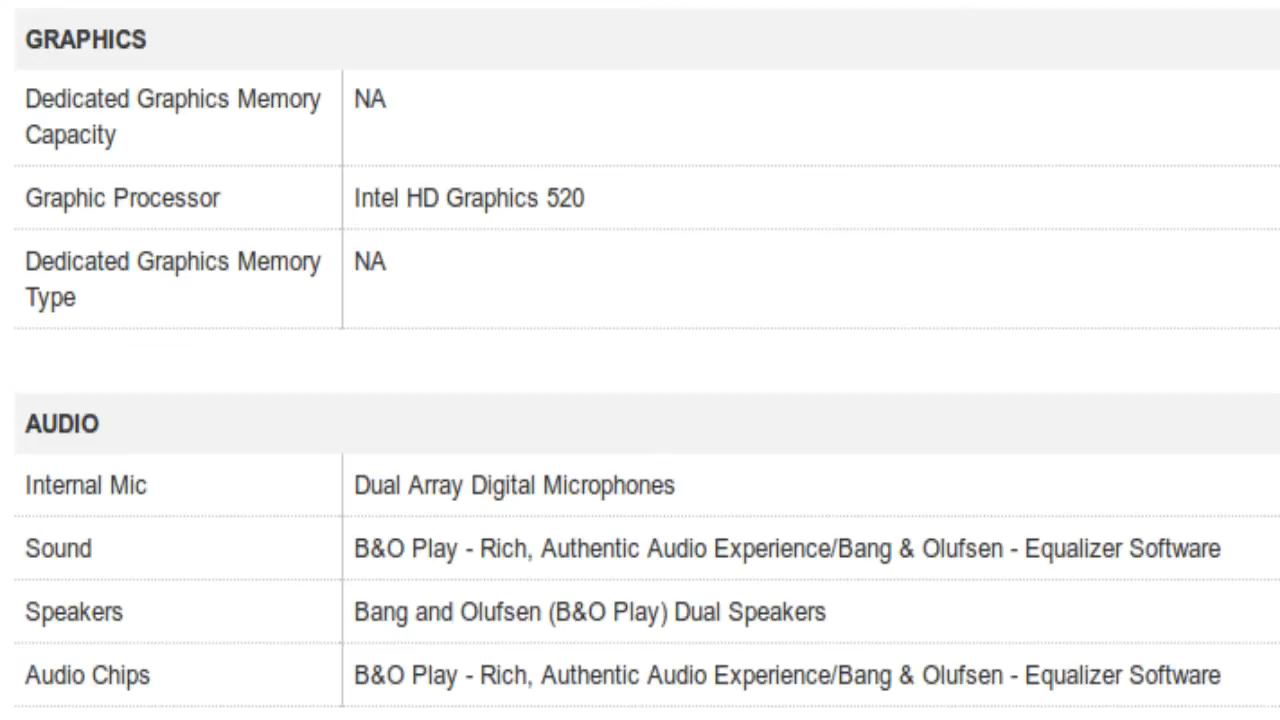 GRAPHICS
Dedicated Graphics Memory NA
Capacity
Graphic Processor Intel HD Graphics 520
Dedicated Graphics Memory NA
Type
AUDIO
Internal Mic Dual Array Digital Microphones
Sound B&O Play - Rich, Authentic Audio Experience/Bang & Olufsen - Equalizer Software
Speakers Bang and Olufsen (B&O Play) Dual Speakers
Audio Chips B&O Play - Rich, Authentic Audio Experience/Bang & Olufsen - Equalizer Software